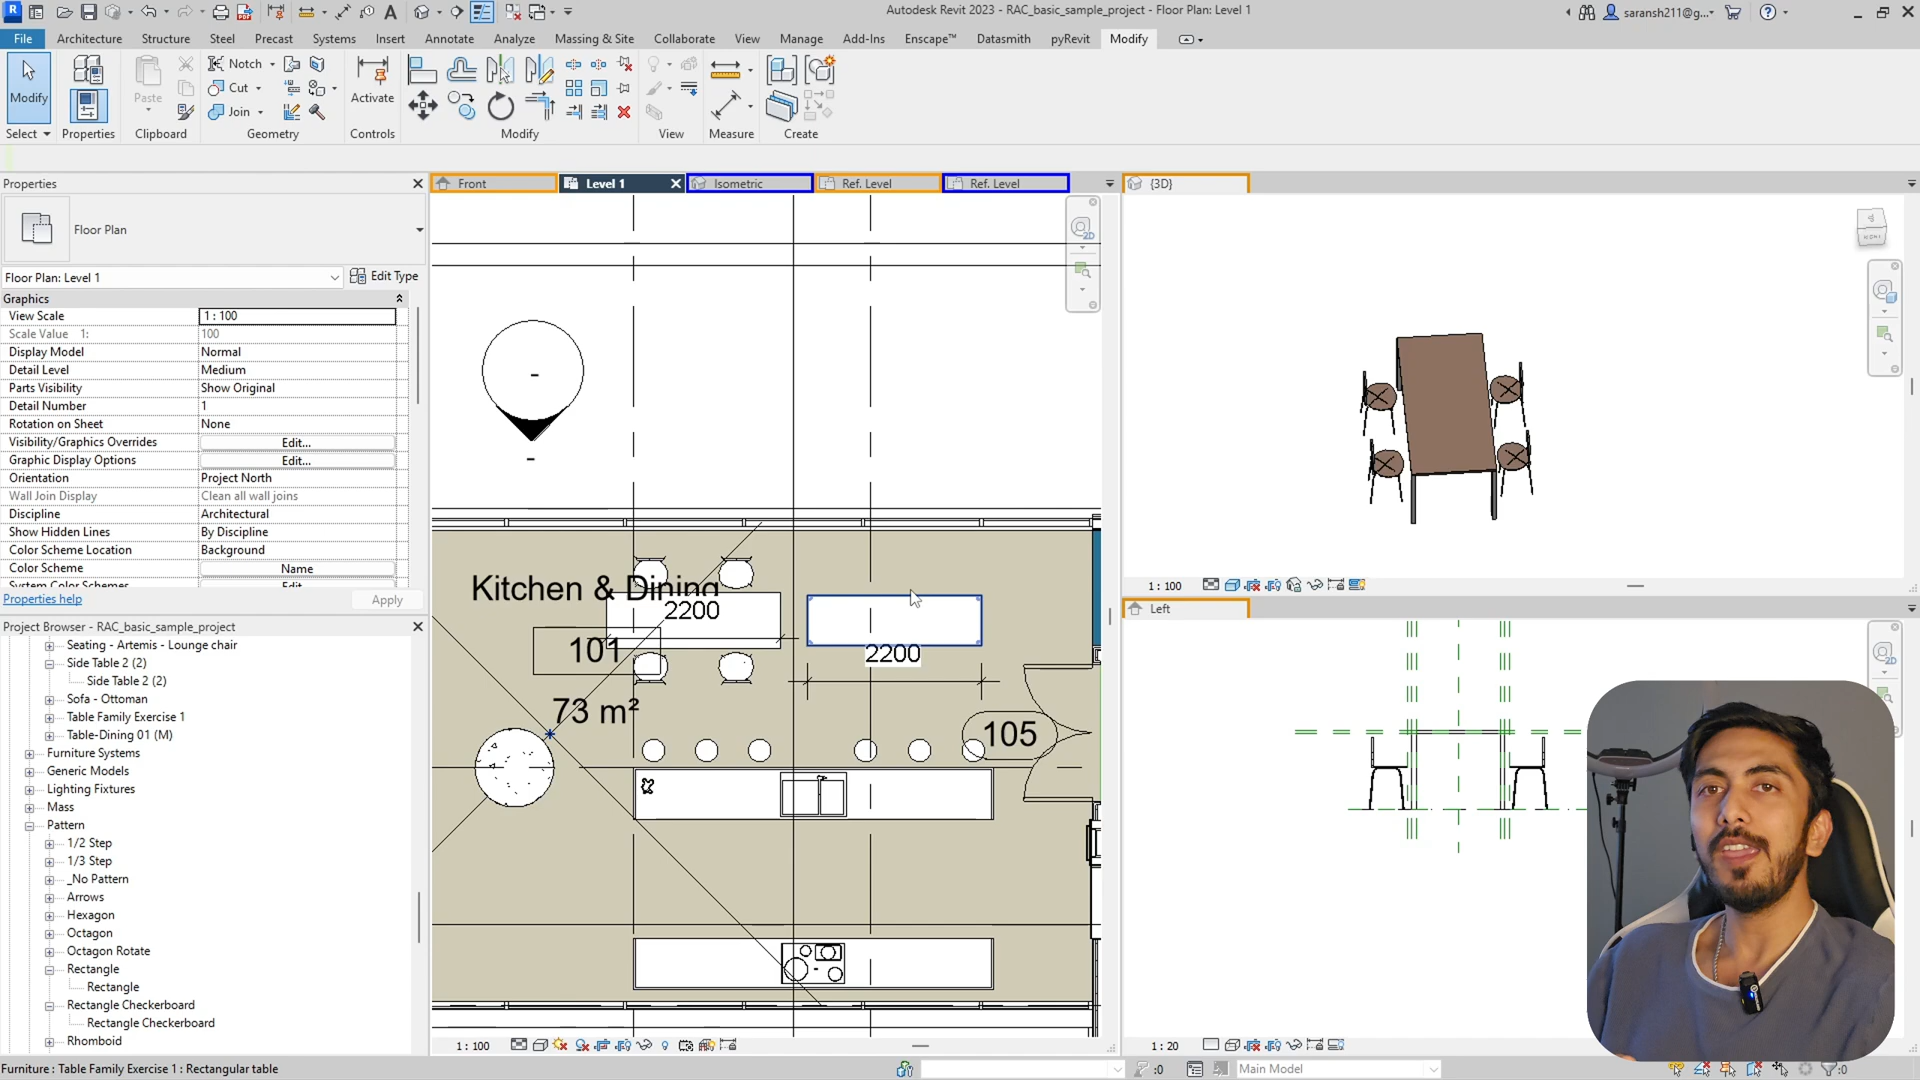 Autodesk Revit 2023 - RAC_basic_sample_project - Floor Plan: Level 1
saransh211@g...
File
Architecture
Structure
Steel
Precast
Systems
Insert
Annotate
Analyze
Massing & Site
Collaborate
View
Manage
Add-Ins
Enscape™
Datasmith
pyRevit
Modify
Modify
Properties
Paste
Notch
Cut
Join
Activate
Select
Properties
Clipboard
Geometry
Controls
Modify
View
Measure
Create
Properties
Floor Plan
Floor Plan: Level 1
Edit Type
Graphics
View Scale 1 : 100
Scale Value 1: 100
Display Model Normal
Detail Level Medium
Parts Visibility Show Original
Detail Number 1
Rotation on Sheet None
Visibility/Graphics Overrides Edit...
Graphic Display Options Edit...
Orientation Project North
Wall Join Display Clean all wall joins
Discipline Architectural
Show Hidden Lines By Discipline
Color Scheme Location Background
Color Scheme Name
System Color Schemes Edit
Properties help
Apply
Project Browser - RAC_basic_sample_project
Seating - Artemis - Lounge chair
Side Table 2 (2)
Side Table 2 (2)
Sofa - Ottoman
Table Family Exercise 1
Table-Dining 01 (M)
Furniture Systems
Generic Models
Lighting Fixtures
Mass
Pattern
1/2 Step
1/3 Step
_No Pattern
Arrows
Hexagon
Octagon
Octagon Rotate
Rectangle
Rectangle
Rectangle Checkerboard
Rectangle Checkerboard
Rhomboid
Front
Level 1
Isometric
Ref. Level
Ref. Level
2D
Kitchen & Dining
2200
101
73 m²
2200
105
1 : 100
{3D}
1 : 100
Left
2D
1 : 20
Furniture : Table Family Exercise 1 : Rectangular table
:0
Main Model
:0